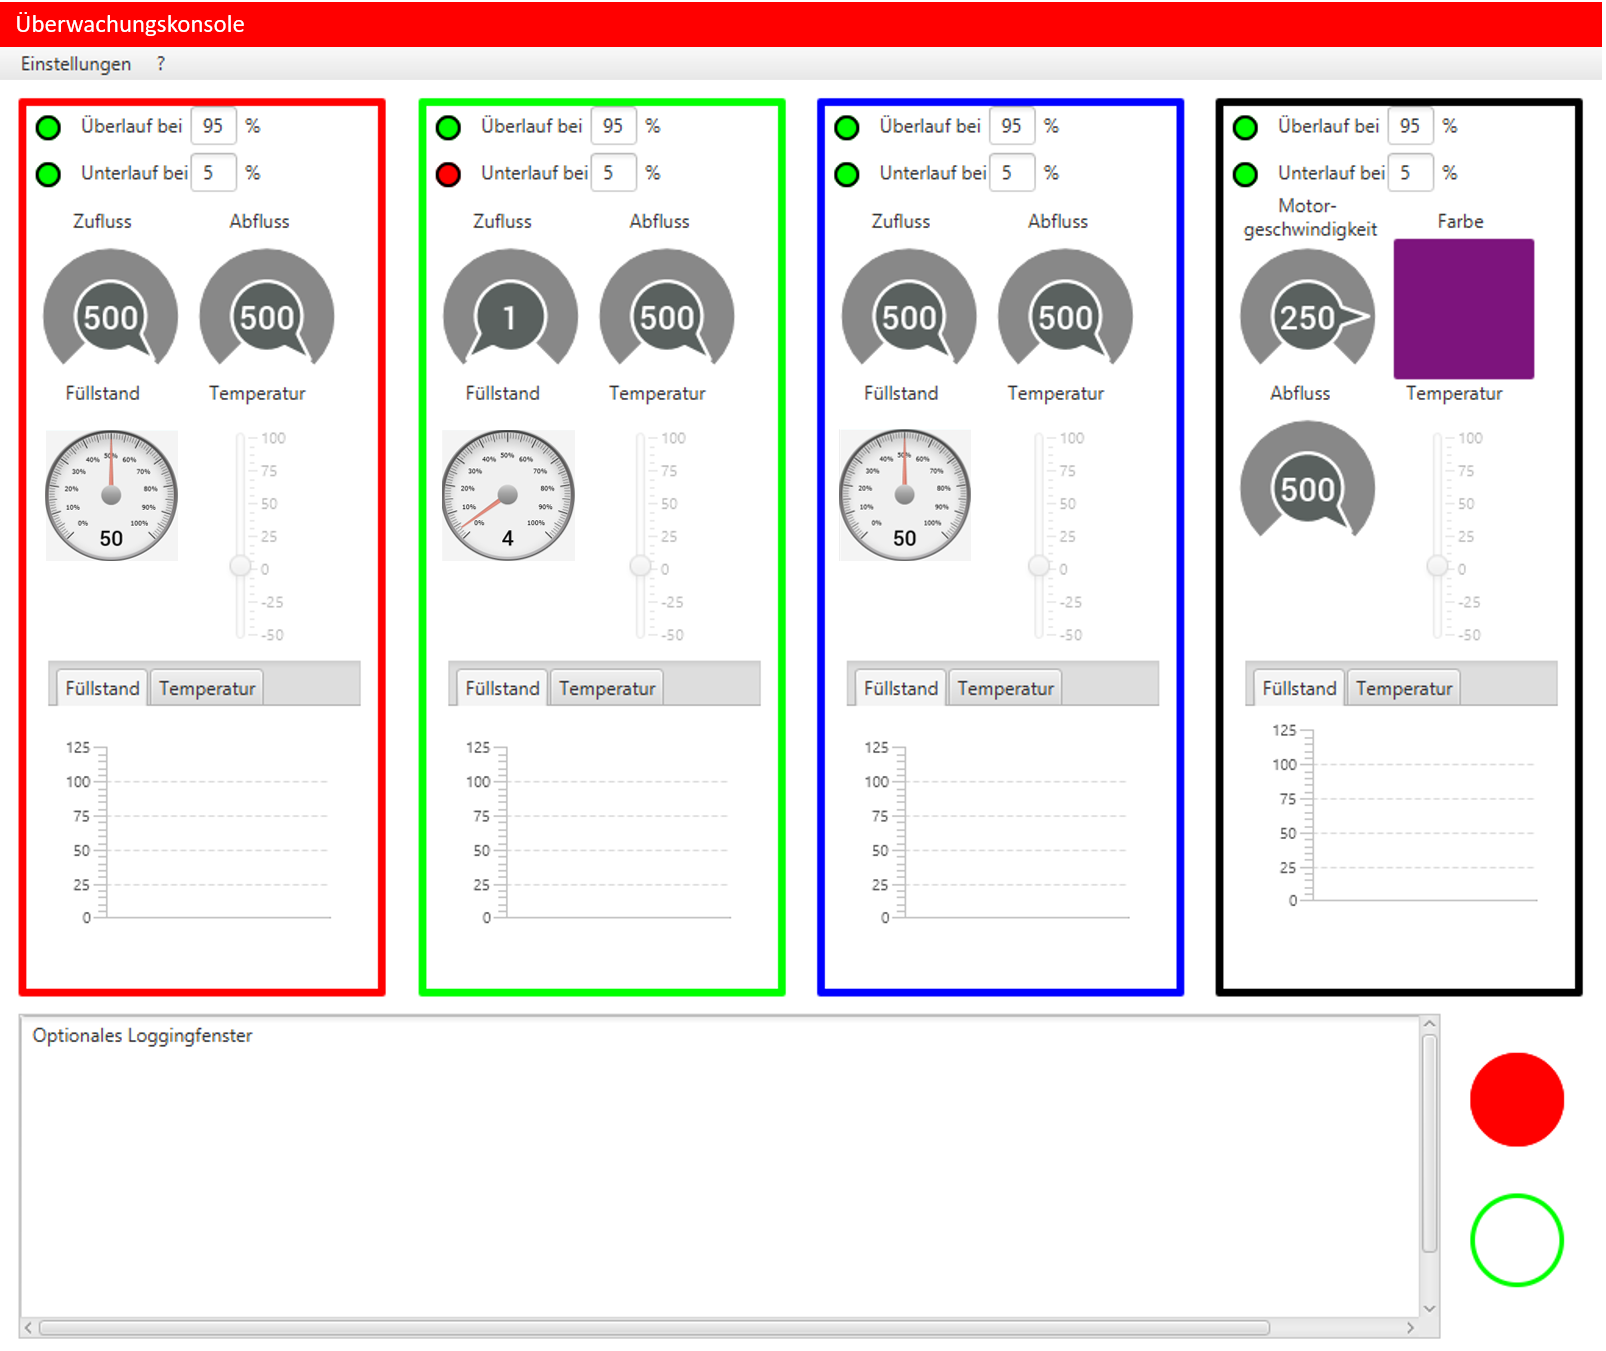 Überwachungskonsole
Einstellungen ?
Überlauf bei 95 %
Unterlauf bei 5 %
Zufluss Abfluss
500 500
Füllstand Temperatur
0% 10% 20% 30% 40% 50% 60% 70% 80% 90% 100%
50
100
75
50
25
0
-25
-50
Füllstand Temperatur
125
100
75
50
25
0
Überlauf bei 95 %
Unterlauf bei 5 %
Zufluss Abfluss
1 500
Füllstand Temperatur
0% 10% 20% 30% 40% 50% 60% 70% 80% 90% 100%
4
100
75
50
25
0
-25
-50
Füllstand Temperatur
125
100
75
50
25
0
Überlauf bei 95 %
Unterlauf bei 5 %
Zufluss Abfluss
500 500
Füllstand Temperatur
0% 10% 20% 30% 40% 50% 60% 70% 80% 90% 100%
50
100
75
50
25
0
-25
-50
Füllstand Temperatur
125
100
75
50
25
0
Überlauf bei 95 %
Unterlauf bei 5 %
Motor-
geschwindigkeit Farbe
250
Abfluss Temperatur
500
100
75
50
25
0
-25
-50
Füllstand Temperatur
125
100
75
50
25
0
Optionales Loggingfenster